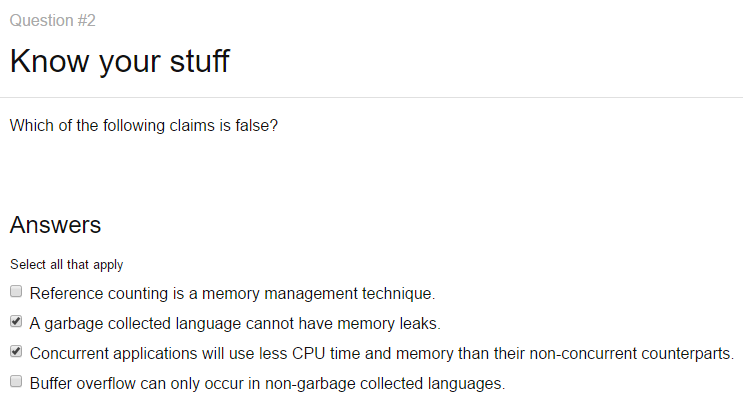 Question #2
Know your stuff
Which of the following claims is false?
Answers
Select all that apply
Reference counting is a memory management technique.
A garbage collected language cannot have memory leaks.
Concurrent applications will use less CPU time and memory than their non-concurrent counterparts.
Buffer overflow can only occur in non-garbage collected languages.